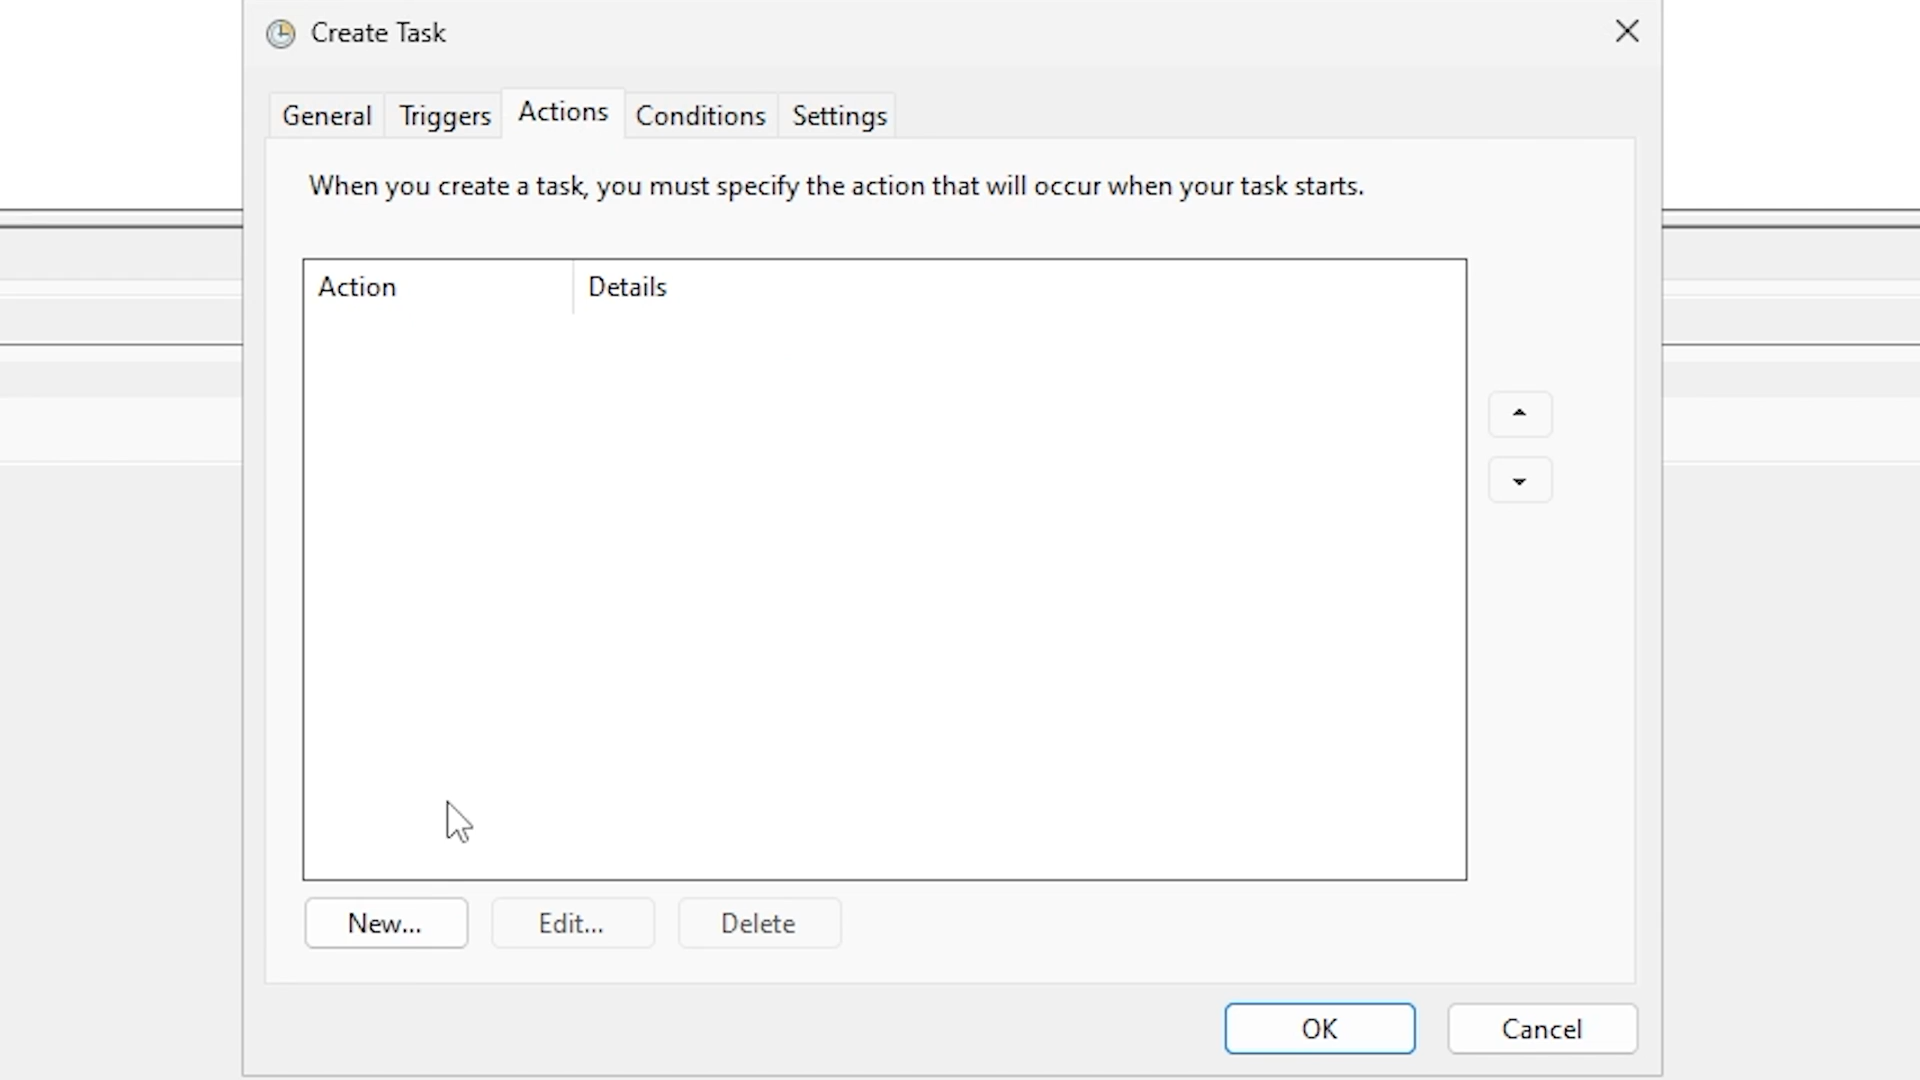 Create Task
General Triggers Actions Conditions Settings
When you create a task, you must specify the action that will occur when your task starts.
Action Details
New... Edit... Delete
OK Cancel